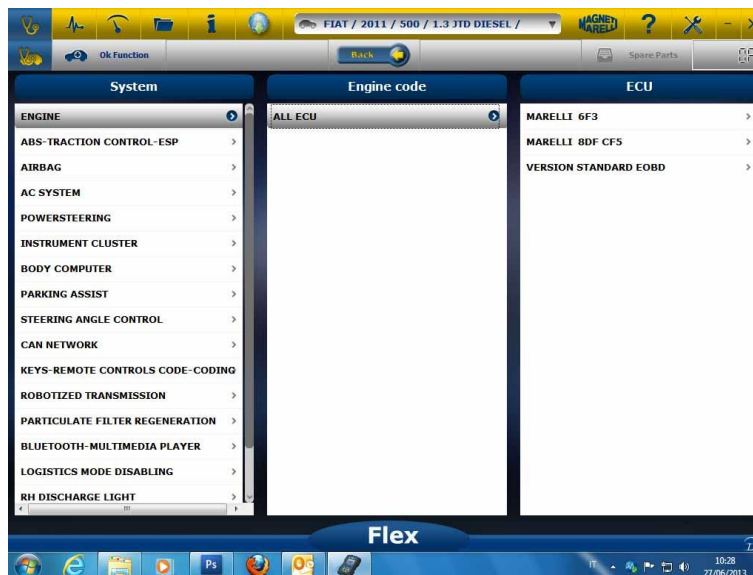 FIAT / 2011 / 500 / 1.3 JTD DIESEL /
MAGNETI
MARELLI
?
Ok Function
Back
Spare Parts
System
Engine code
ECU
ENGINE
ALL ECU
MARELLI 6F3
ABS-TRACTION CONTROL-ESP
MARELLI 8DF CF5
AIRBAG
VERSION STANDARD EOBD
AC SYSTEM
POWERSTEERING
INSTRUMENT CLUSTER
BODY COMPUTER
PARKING ASSIST
STEERING ANGLE CONTROL
CAN NETWORK
KEYS-REMOTE CONTROLS CODE-CODING
ROBOTIZED TRANSMISSION
PARTICULATE FILTER REGENERATION
BLUETOOTH-MULTIMEDIA PLAYER
LOGISTICS MODE DISABLING
RH DISCHARGE LIGHT
Flex
Ps
IT
10:28
27/06/2013